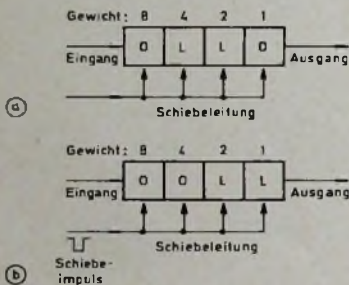 Gewicht: 8 4 2 1
O L L O
Eingang Ausgang
Schiebeleitung
a
Gewicht: 8 4 2 1
O O L L
Eingang Ausgang
Schiebeleitung
Schiebe-
impuls
b